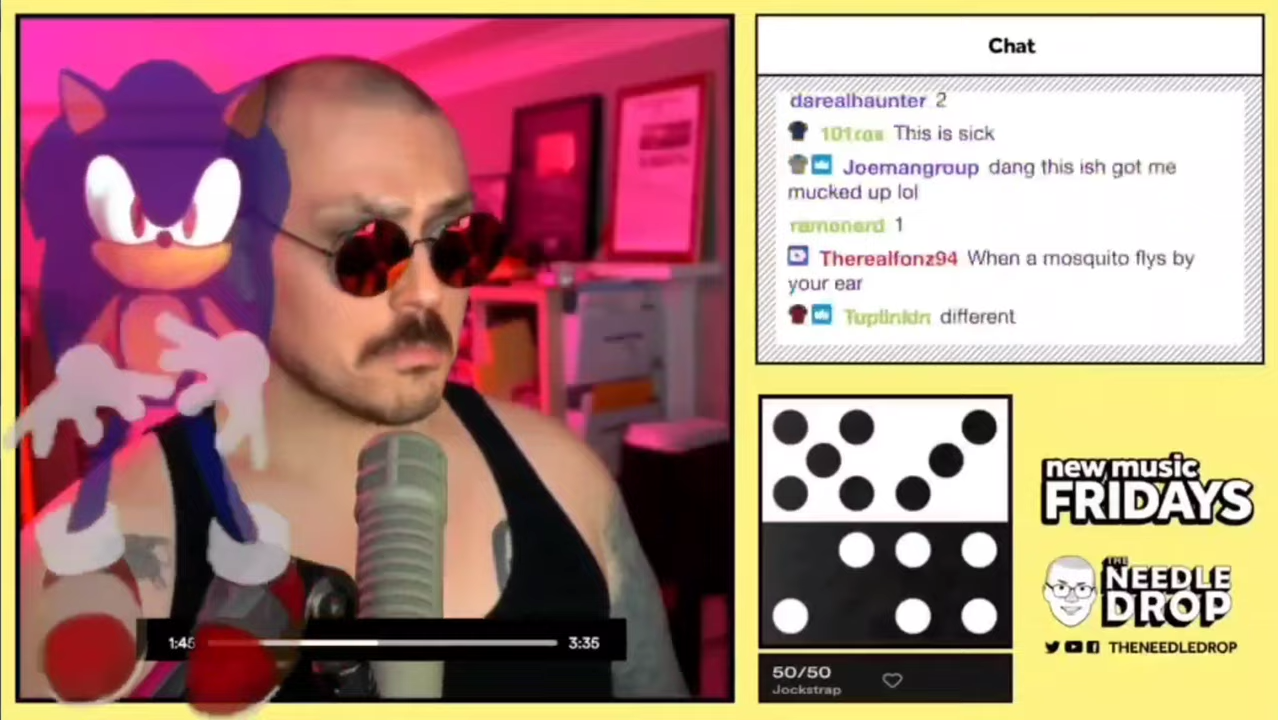 Chat
darealhaunter 2
This is sick
Joemangroup dang this ish got me
mucked up lol
ramenerd 1
Therealfonz94 When a mosquito flys by
your ear
different
1:45
3:35
50/50
Jockstrap
new music
FRIDAYS
THE
NEEDLE
DROP
THENEEDLEDROP